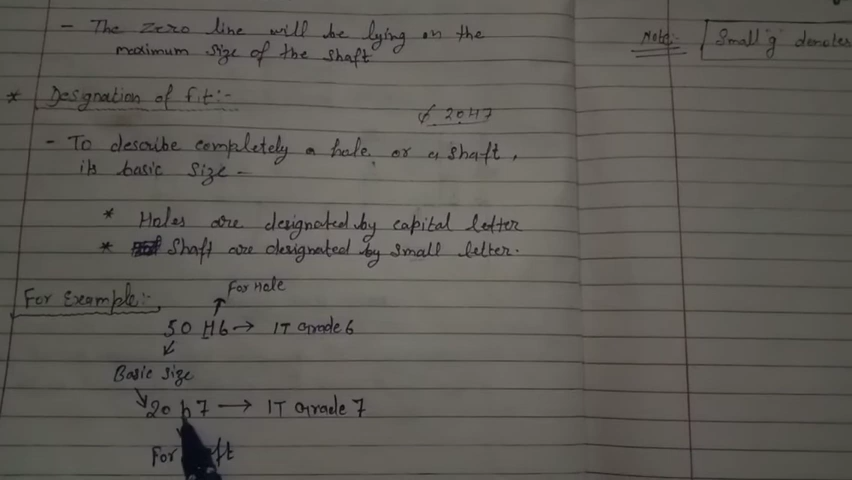 - The zero line will be lying on the
maximum size of the shaft
Note:- Small 'g' denotes
* Designation of fit:-
20H7
- To describe completely a hole or a shaft,
its basic size -
* Holes are designated by capital letter
* Shaft are designated by small letter.
For Hole
For Example:-
50 H6 → IT Grade 6
Basic size
20 h7 → IT Grade 7
For